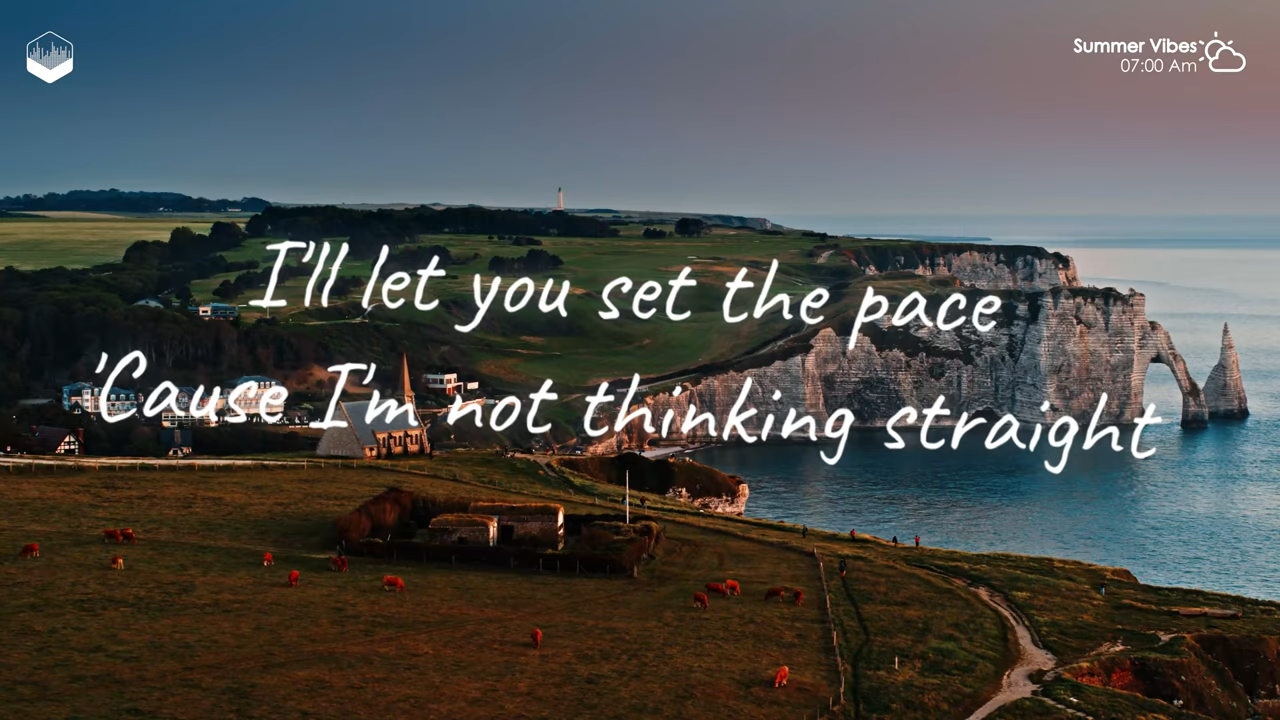 Summer Vibes
07:00 Am
I'll let you set the pace
'Cause I'm not thinking straight